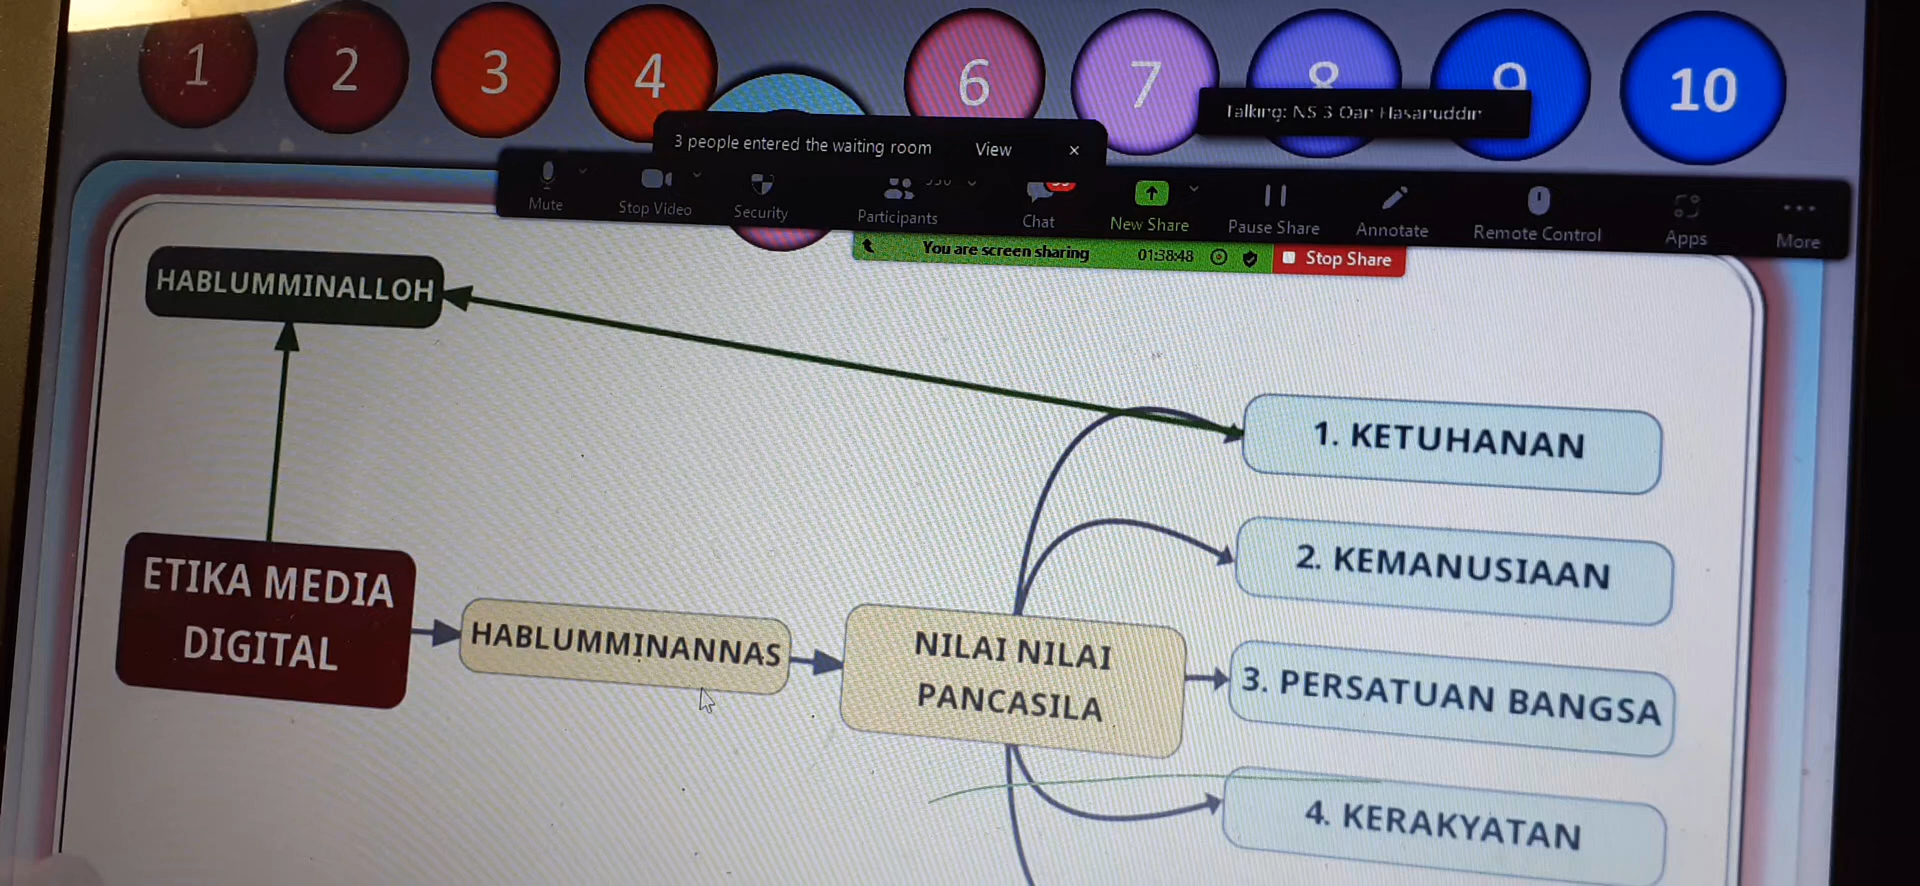 1 2 3 4 6 7 8 9 10
Talking: NS 3 Oar Hasaruddin
3 people entered the waiting room View ×
Mute Stop Video Security Participants Chat New Share Pause Share Annotate Remote Control Apps More
You are screen sharing 01:38:48 Stop Share
HABLUMMINALLOH
1. KETUHANAN
2. KEMANUSIAAN
ETIKA MEDIA
DIGITAL
HABLUMMINANNAS
NILAI NILAI
PANCASILA
3. PERSATUAN BANGSA
4. KERAKYATAN